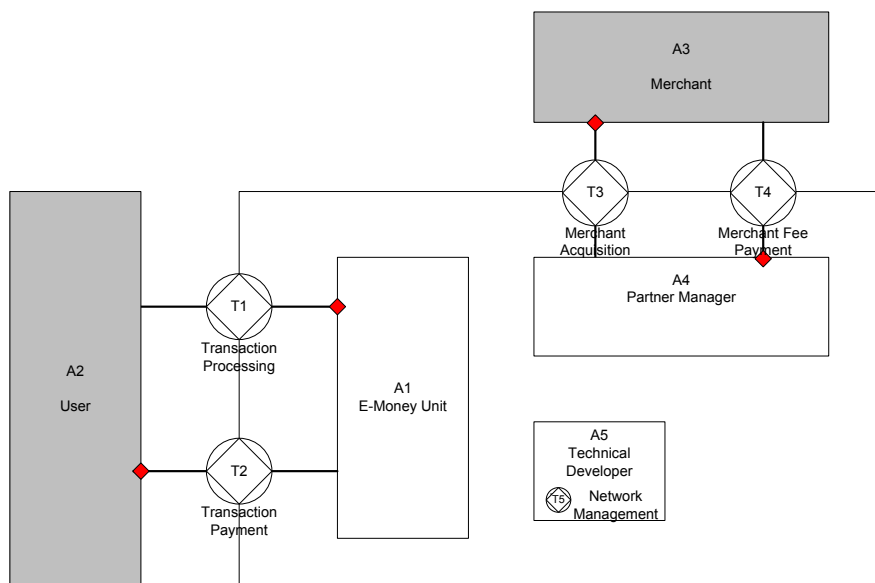 A3
Merchant
T3
T4
Merchant
Acquisition
Merchant Fee
Payment
A4
Partner Manager
T1
Transaction
Processing
A2
User
A1
E-Money Unit
T2
Transaction
Payment
A5
Technical
Developer
T5
Network
Management